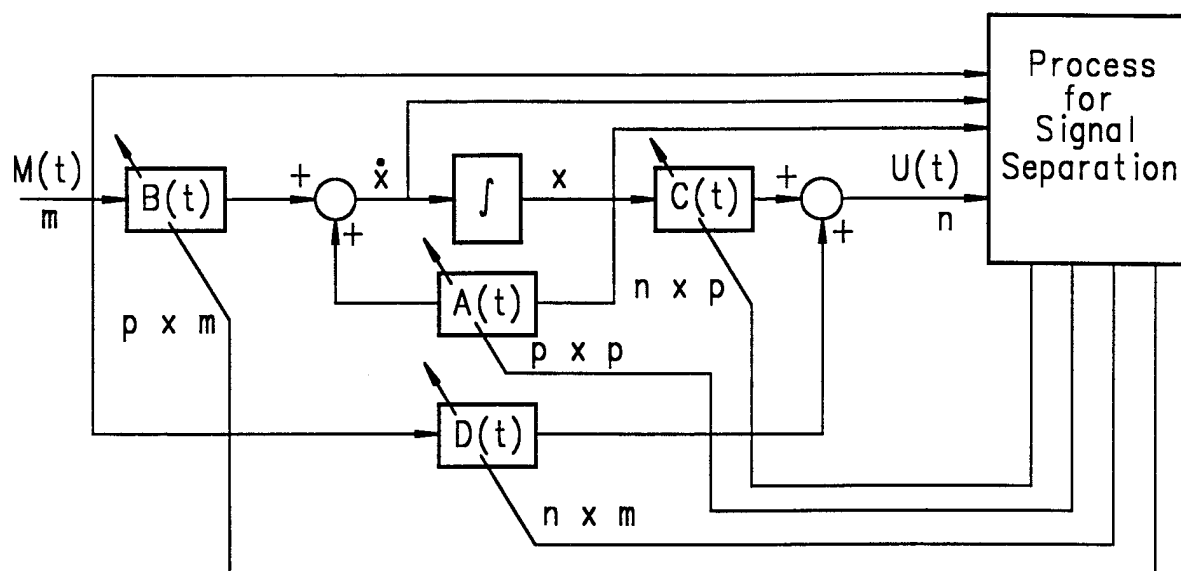 Process
for
Signal
Separation
M(t)
m
B(t)
+
+
ẋ
∫
x
C(t)
+
+
U(t)
n
A(t)
n x p
p x m
p x p
D(t)
n x m